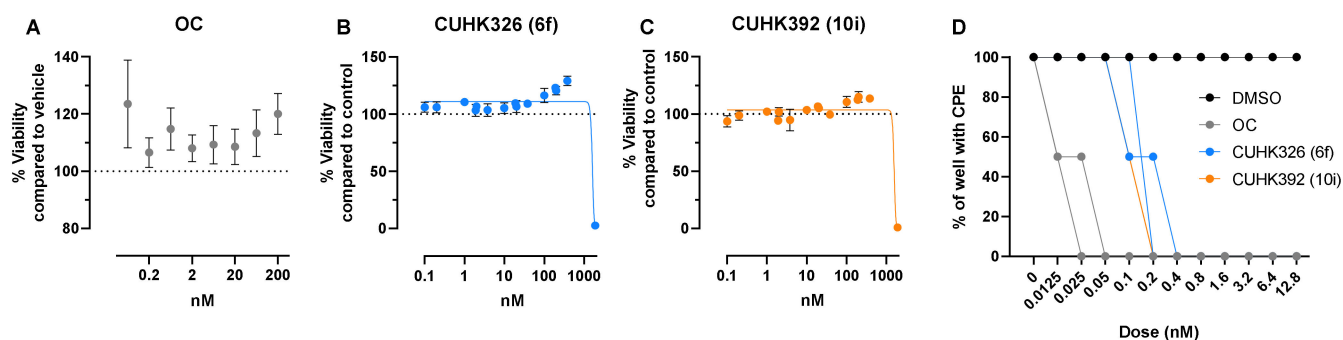 A
OC
% Viability
compared to vehicle
140
120
100
80
0.2
2
20
200
nM
B
CUHK326 (6f)
% Viability
compared to control
150
100
50
0
0.1
1
10
100
1000
nM
C
CUHK392 (10i)
% Viability
compared to control
150
100
50
0
0.1
1
10
100
1000
nM
D
% of well with CPE
100
80
60
40
20
0
0
0.0125
0.025
0.05
0.1
0.2
0.4
0.8
1.6
3.2
6.4
12.8
Dose (nM)
DMSO
OC
CUHK326 (6f)
CUHK392 (10i)